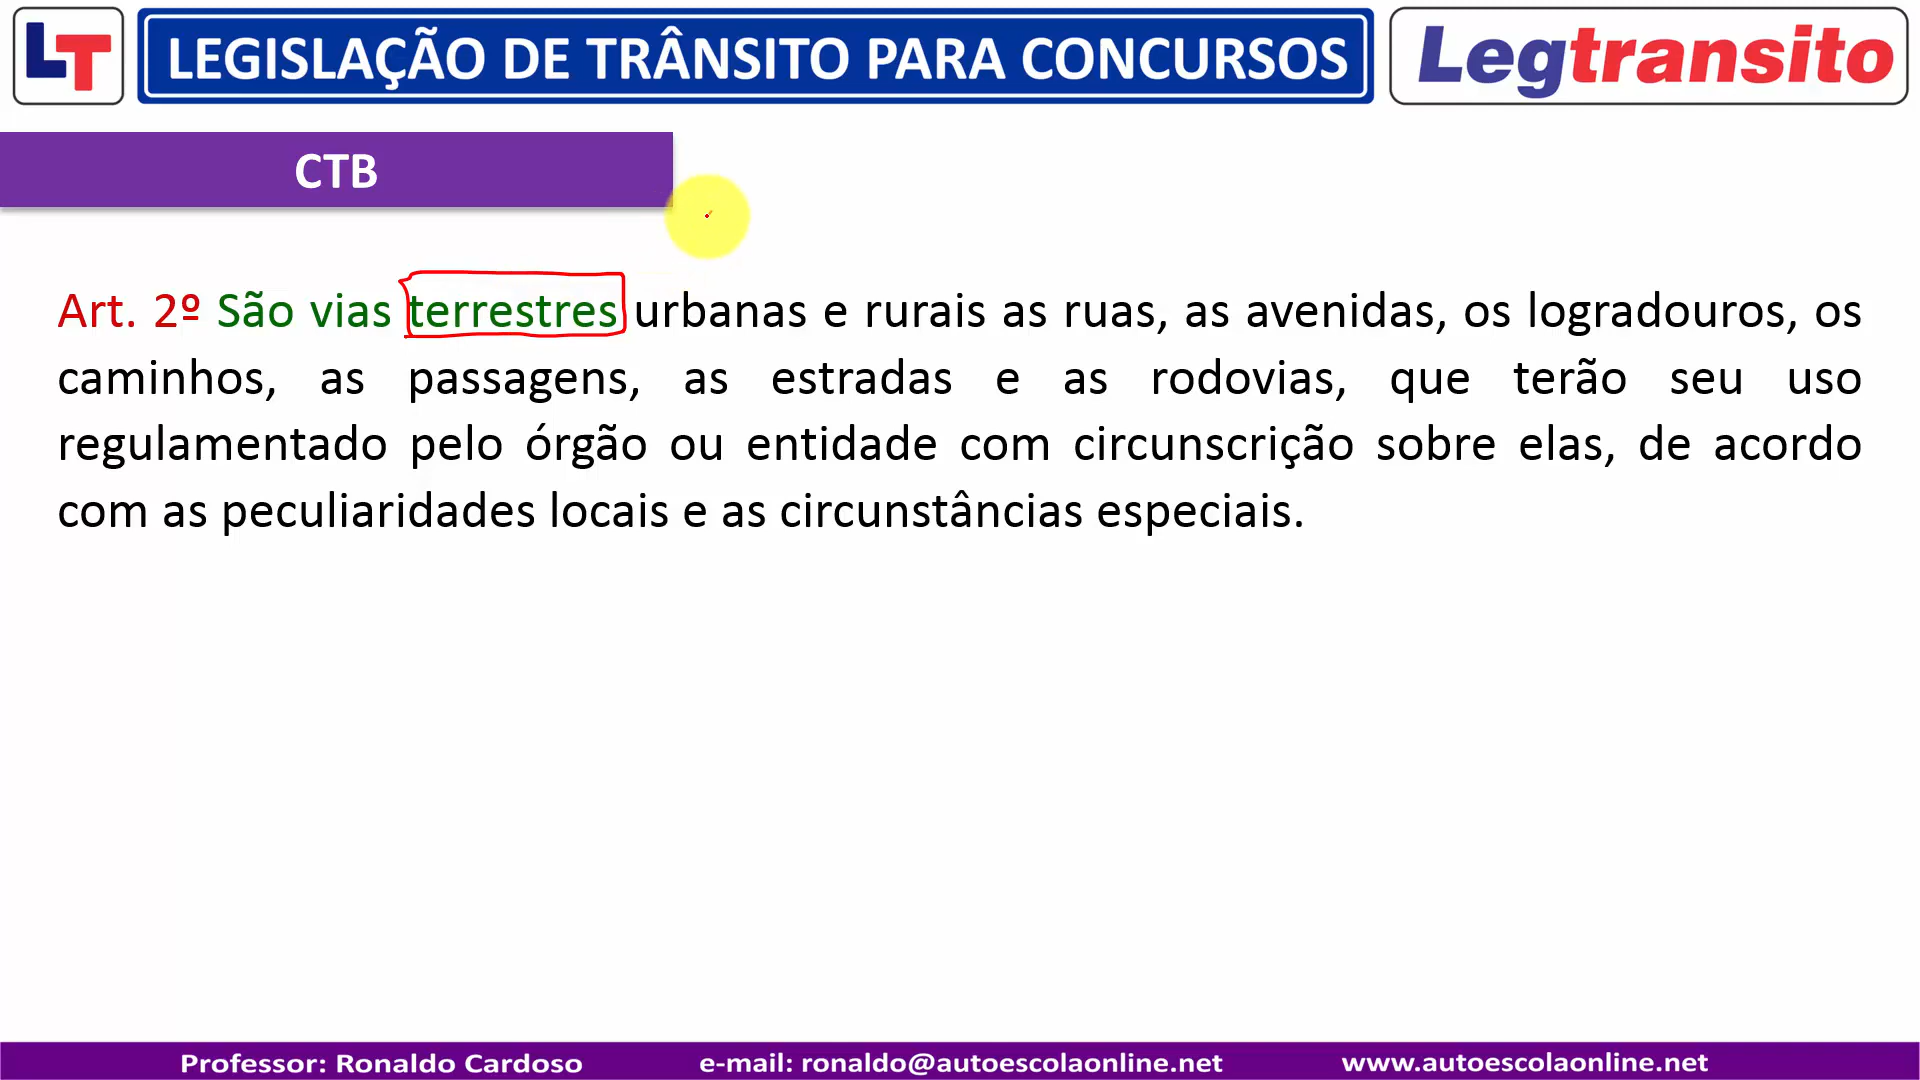 LT LEGISLAÇÃO DE TRÂNSITO PARA CONCURSOS Legtransito
CTB
Art. 2º São vias terrestres urbanas e rurais as ruas, as avenidas, os logradouros, os
caminhos, as passagens, as estradas e as rodovias, que terão seu uso
regulamentado pelo órgão ou entidade com circunscrição sobre elas, de acordo
com as peculiaridades locais e as circunstâncias especiais.
Professor: Ronaldo Cardoso e-mail: ronaldo@autoescolaonline.net www.autoescolaonline.net